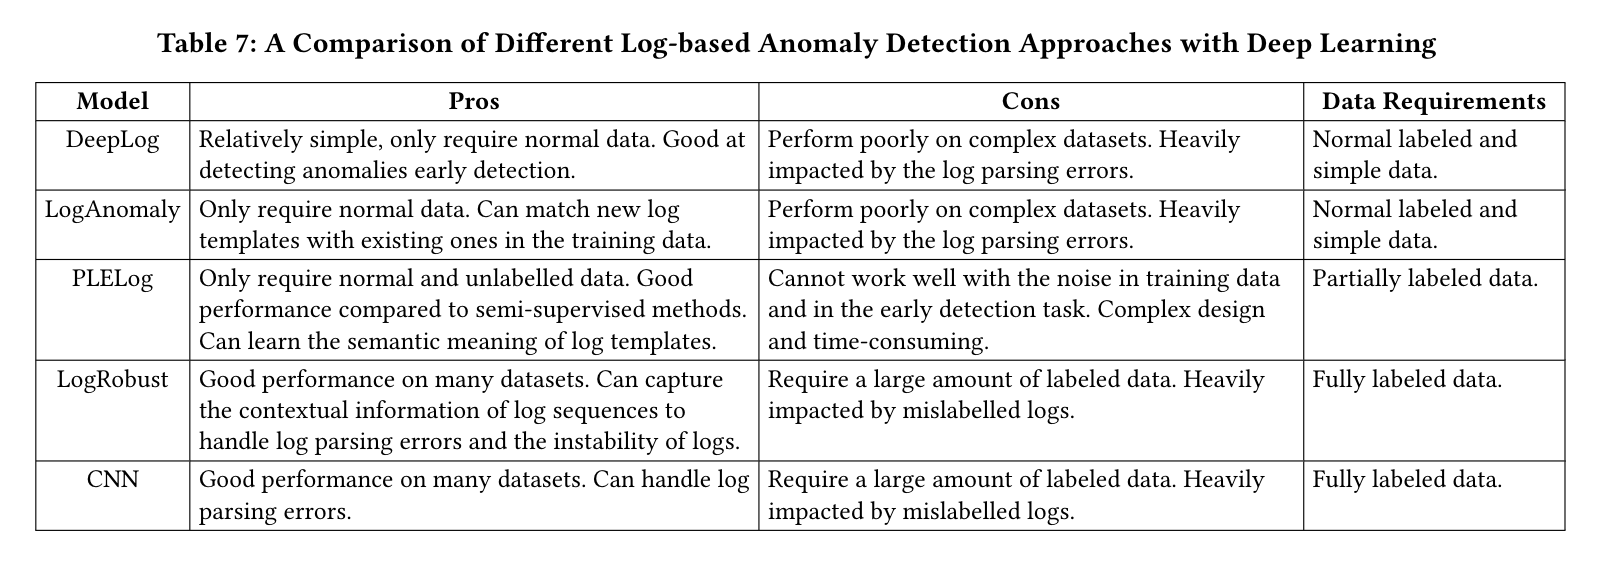 Table 7: A Comparison of Different Log-based Anomaly Detection Approaches with Deep Learning
Model Pros Cons Data Requirements
DeepLog Relatively simple, only require normal data. Good at Perform poorly on complex datasets. Heavily Normal labeled and
detecting anomalies early detection. impacted by the log parsing errors. simple data.
LogAnomaly Only require normal data. Can match new log Perform poorly on complex datasets. Heavily Normal labeled and
templates with existing ones in the training data. impacted by the log parsing errors. simple data.
PLELog Only require normal and unlabelled data. Good Cannot work well with the noise in training data Partially labeled data.
performance compared to semi-supervised methods. and in the early detection task. Complex design
Can learn the semantic meaning of log templates. and time-consuming.
LogRobust Good performance on many datasets. Can capture Require a large amount of labeled data. Heavily Fully labeled data.
the contextual information of log sequences to impacted by mislabelled logs.
handle log parsing errors and the instability of logs.
CNN Good performance on many datasets. Can handle log Require a large amount of labeled data. Heavily Fully labeled data.
parsing errors. impacted by mislabelled logs.